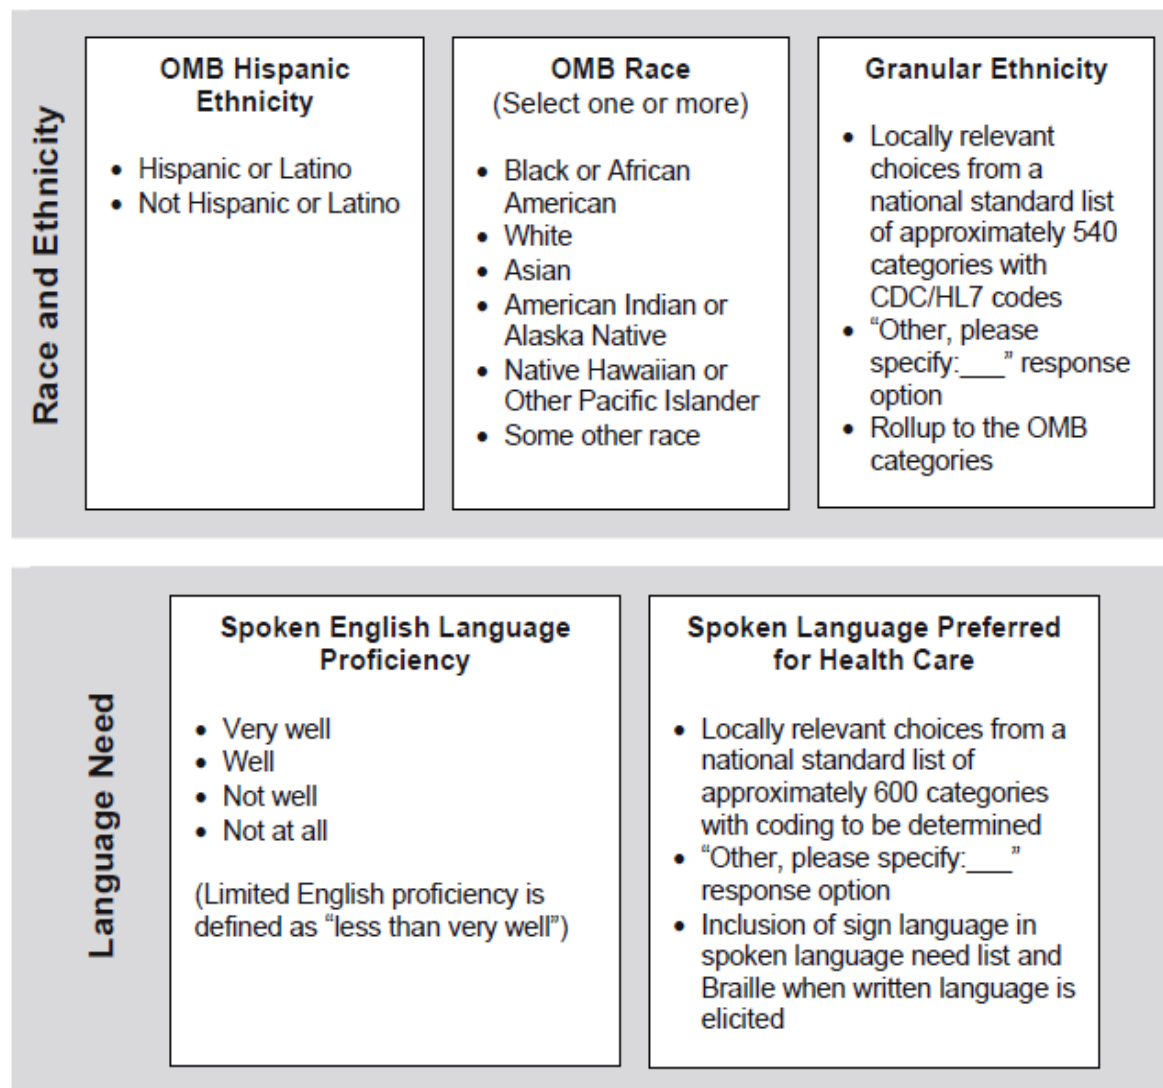 Race and Ethnicity
OMB Hispanic
Ethnicity
• Hispanic or Latino
• Not Hispanic or Latino
OMB Race
(Select one or more)
• Black or African
American
• White
• Asian
• American Indian or
Alaska Native
• Native Hawaiian or
Other Pacific Islander
• Some other race
Granular Ethnicity
• Locally relevant
choices from a
national standard list
of approximately 540
categories with
CDC/HL7 codes
• “Other, please
specify:___” response
option
• Rollup to the OMB
categories
Language Need
Spoken English Language
Proficiency
• Very well
• Well
• Not well
• Not at all
(Limited English proficiency is
defined as “less than very well”)
Spoken Language Preferred
for Health Care
• Locally relevant choices from a
national standard list of
approximately 600 categories
with coding to be determined
• “Other, please specify:___”
response option
• Inclusion of sign language in
spoken language need list and
Braille when written language is
elicited